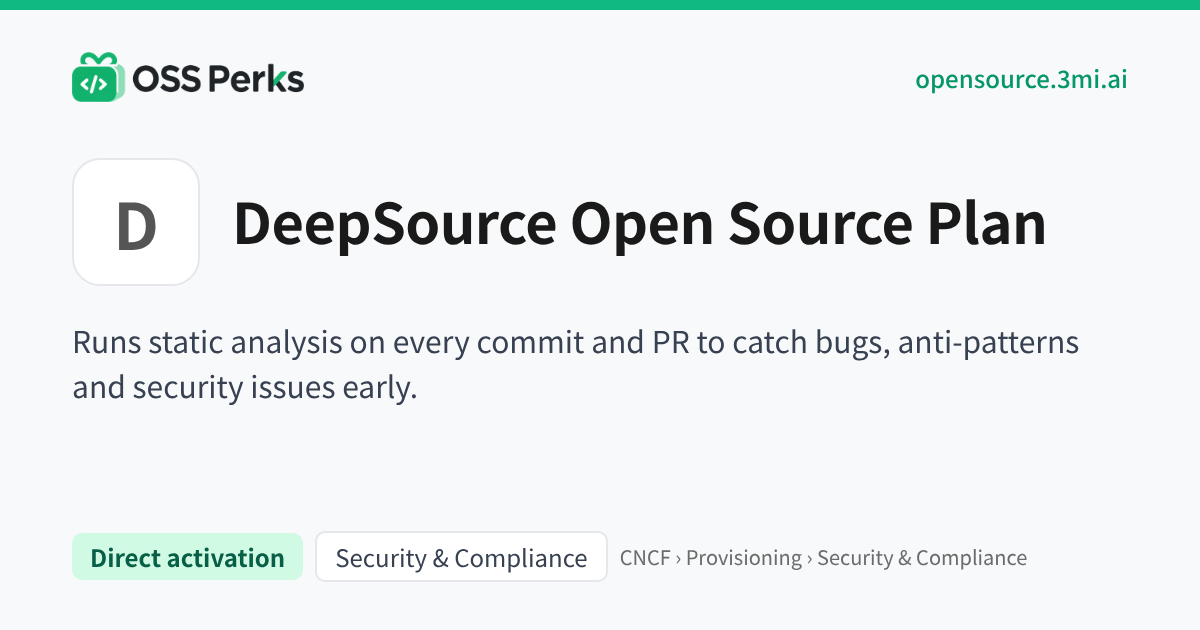 </> OSS Perks
opensource.3mi.ai
D
DeepSource Open Source Plan
Runs static analysis on every commit and PR to catch bugs, anti-patterns
and security issues early.
Direct activation
Security & Compliance
CNCF › Provisioning › Security & Compliance